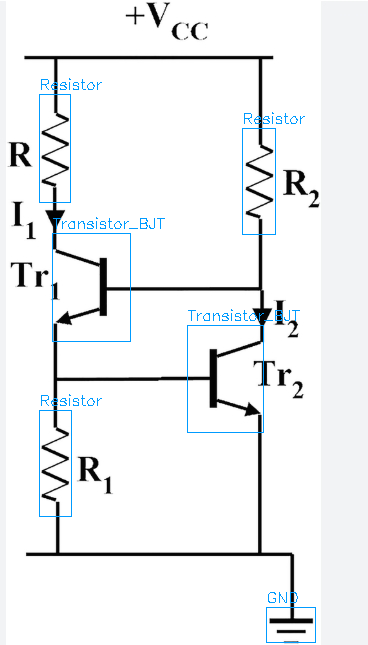 +VCC
Resistor
Resistor
R
R2
I1
Transistor_BJT
Tr1
Transistor_BJT
I2
Tr2
Resistor
R1
GND